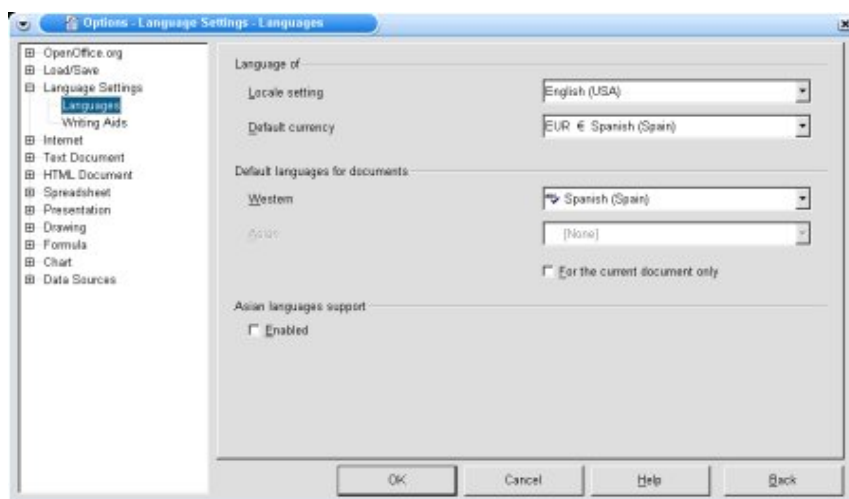 Options - Language Settings - Languages
OpenOffice.org
Load/Save
Language Settings
Languages
Writing Aids
Internet
Text Document
HTML Document
Spreadsheet
Presentation
Drawing
Formula
Chart
Data Sources
Language of
Locale setting
English (USA)
Default currency
EUR € Spanish (Spain)
Default languages for documents
Western
Spanish (Spain)
Asian
[None]
For the current document only
Asian languages support
Enabled
OK
Cancel
Help
Back